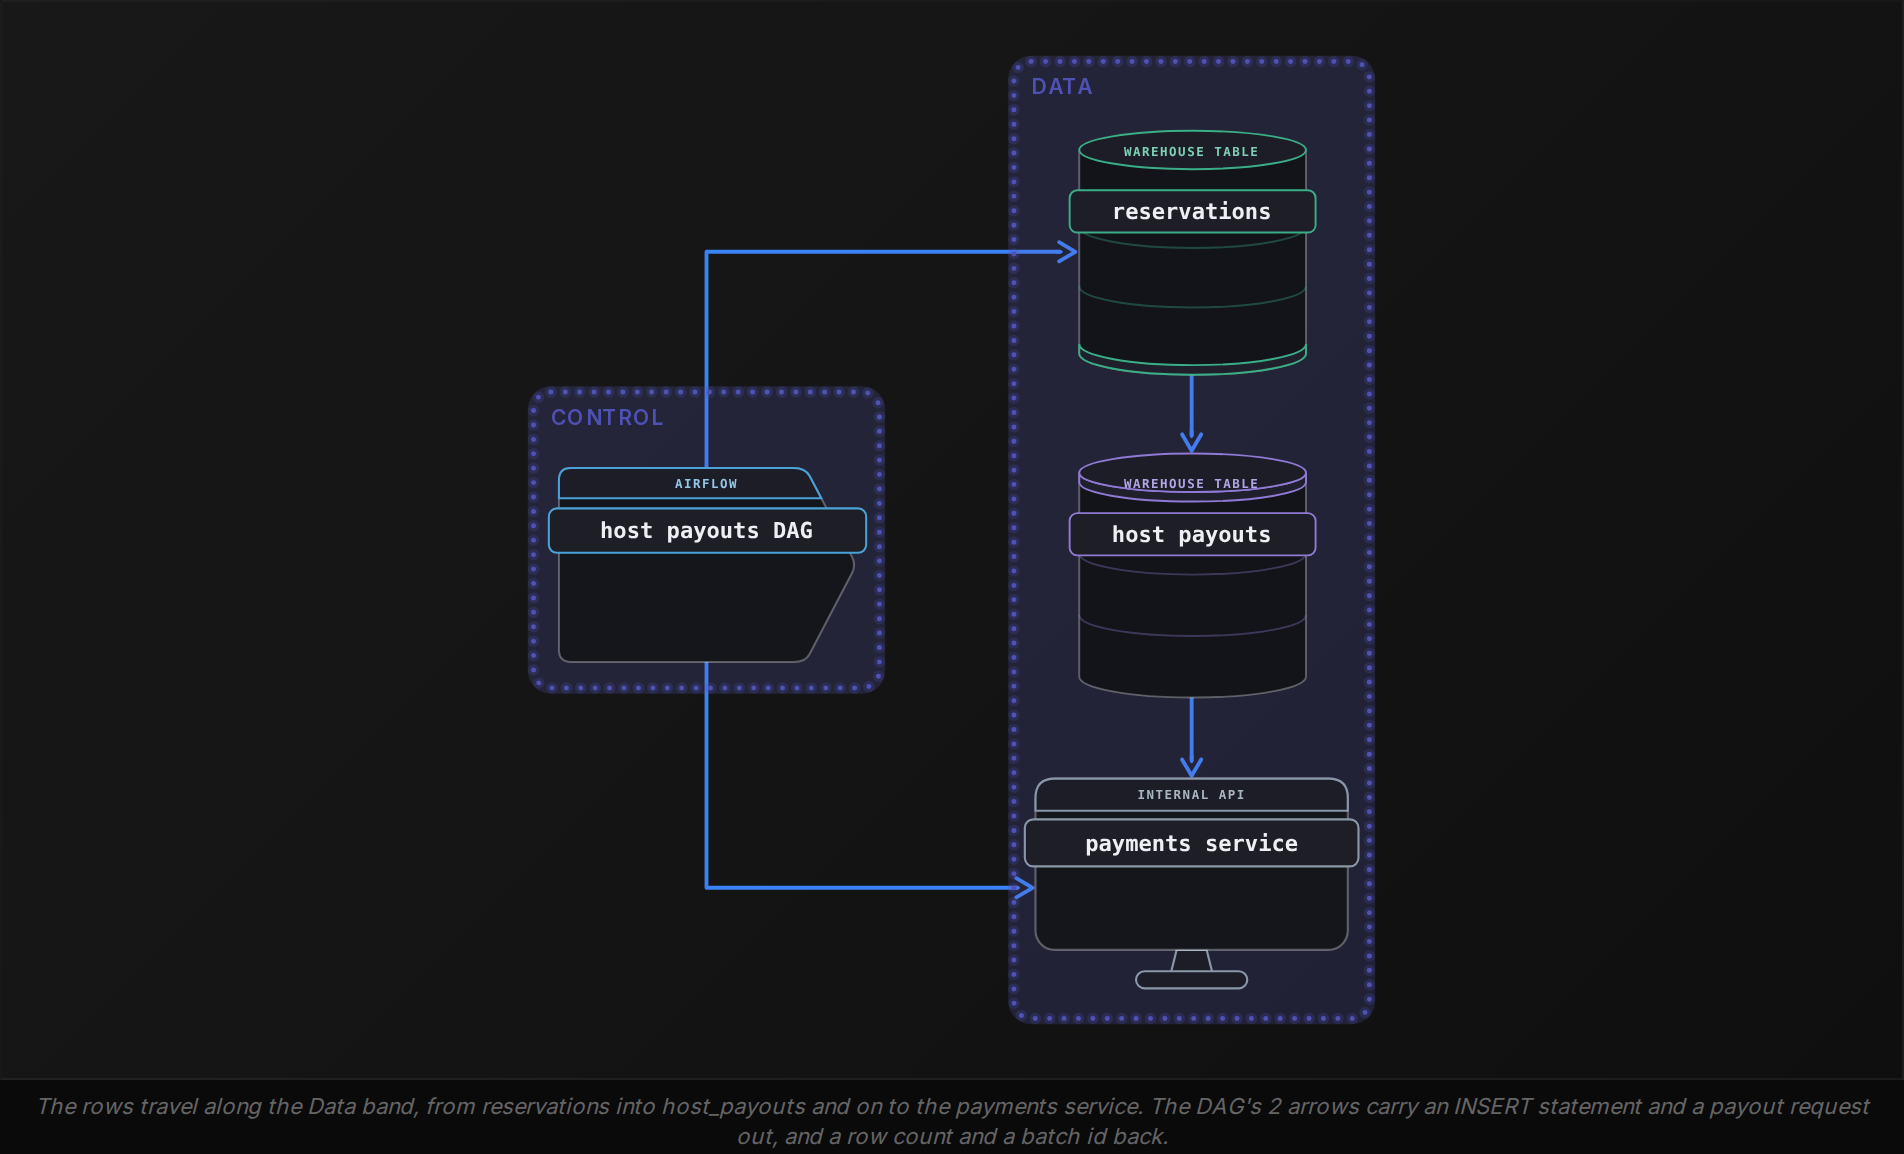 DATA
WAREHOUSE TABLE
reservations
CONTROL
AIRFLOW
host payouts DAG
WAREHOUSE TABLE
host payouts
INTERNAL API
payments service
The rows travel along the Data band, from reservations into host_payouts and on to the payments service. The DAG's 2 arrows carry an INSERT statement and a payout request
out, and a row count and a batch id back.